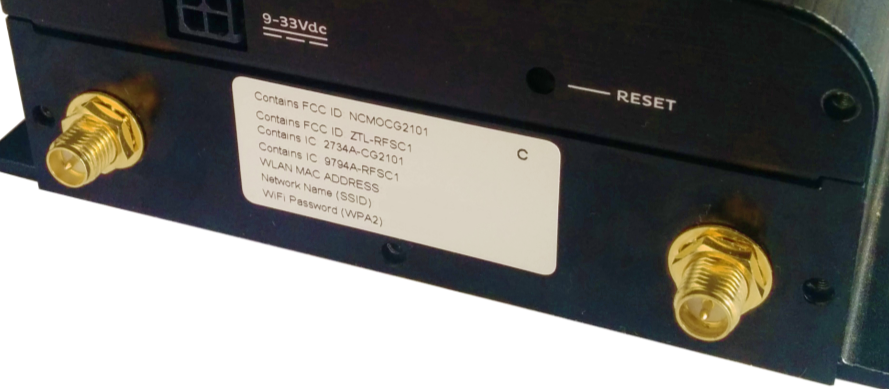 9-33Vdc
RESET
Contains FCC ID NCMOCG2101
Contains FCC ID ZTL-RFSC1
Contains IC 2734A-CG2101
Contains IC 9794A-RFSC1
WLAN MAC ADDRESS
Network Name (SSID)
WiFi Password (WPA2)
C